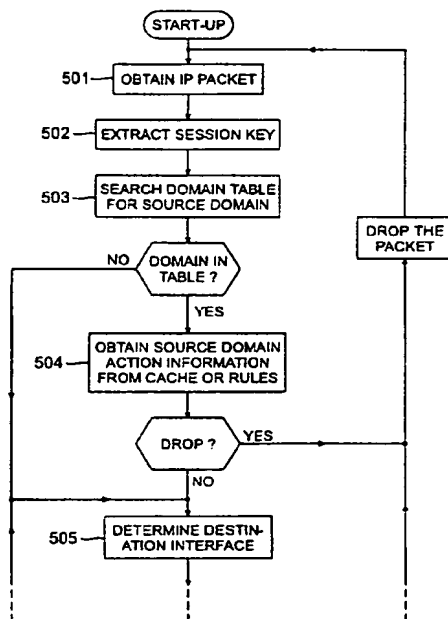 START-UP
501
OBTAIN IP PACKET
502
EXTRACT SESSION KEY
503
SEARCH DOMAIN TABLE
FOR SOURCE DOMAIN
DROP THE
PACKET
NO
DOMAIN IN
TABLE ?
YES
504
OBTAIN SOURCE DOMAIN
ACTION INFORMATION
FROM CACHE OR RULES
DROP ?
YES
NO
505
DETERMINE DESTIN-
ATION INTERFACE